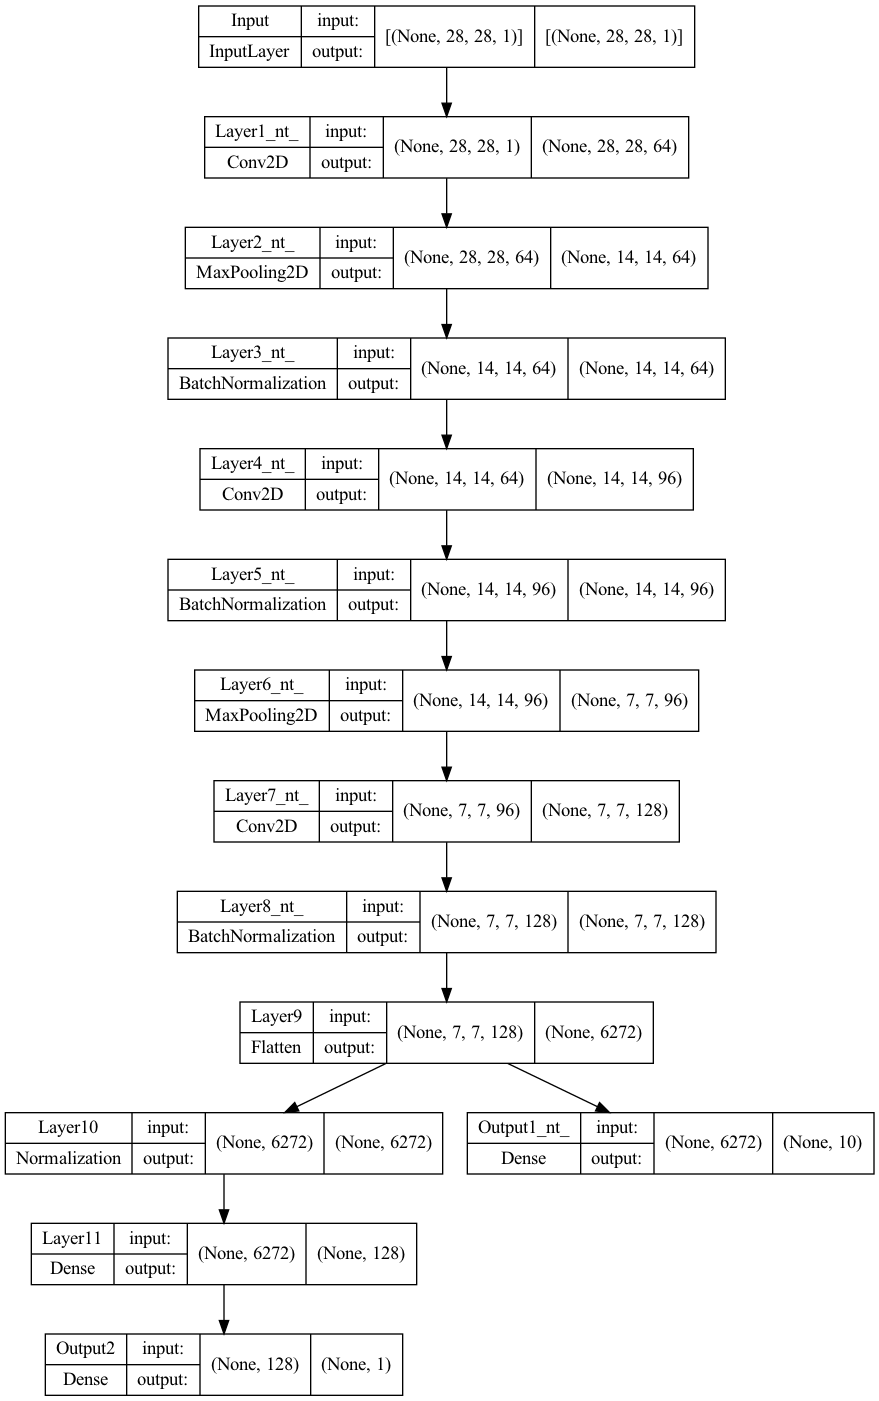 Input input: [(None, 28, 28, 1)] [(None, 28, 28, 1)]
InputLayer output:
Layer1_nt_ input: (None, 28, 28, 1) (None, 28, 28, 64)
Conv2D output:
Layer2_nt_ input: (None, 28, 28, 64) (None, 14, 14, 64)
MaxPooling2D output:
Layer3_nt_ input: (None, 14, 14, 64) (None, 14, 14, 64)
BatchNormalization output:
Layer4_nt_ input: (None, 14, 14, 64) (None, 14, 14, 96)
Conv2D output:
Layer5_nt_ input: (None, 14, 14, 96) (None, 14, 14, 96)
BatchNormalization output:
Layer6_nt_ input: (None, 14, 14, 96) (None, 7, 7, 96)
MaxPooling2D output:
Layer7_nt_ input: (None, 7, 7, 96) (None, 7, 7, 128)
Conv2D output:
Layer8_nt_ input: (None, 7, 7, 128) (None, 7, 7, 128)
BatchNormalization output:
Layer9 input: (None, 7, 7, 128) (None, 6272)
Flatten output:
Layer10 input: (None, 6272) (None, 6272)
Normalization output:
Output1_nt_ input: (None, 6272) (None, 10)
Dense output:
Layer11 input: (None, 6272) (None, 128)
Dense output:
Output2 input: (None, 128) (None, 1)
Dense output: